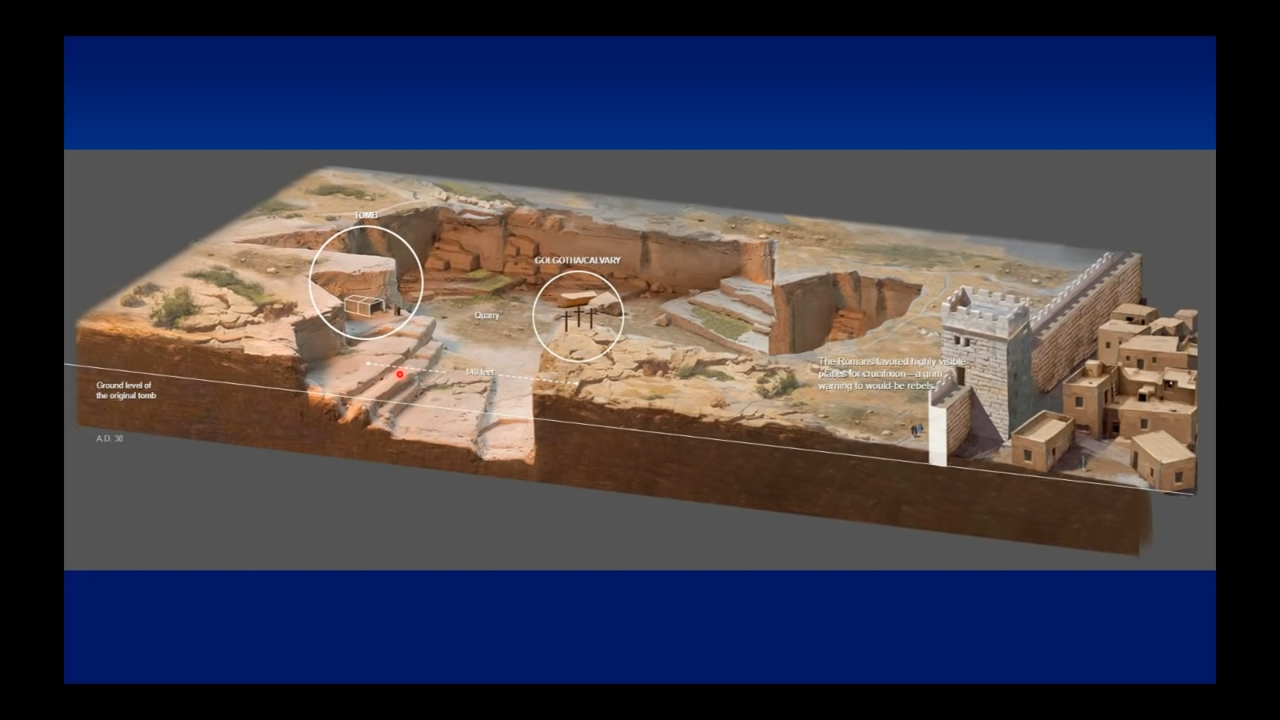 TOMB
GOLGOTHA/CALVARY
Quarry
140 feet
The Romans favored highly visible
places for crucifixion—a grim
warning to would-be rebels.
Ground level of
the original tomb
A.D. 30